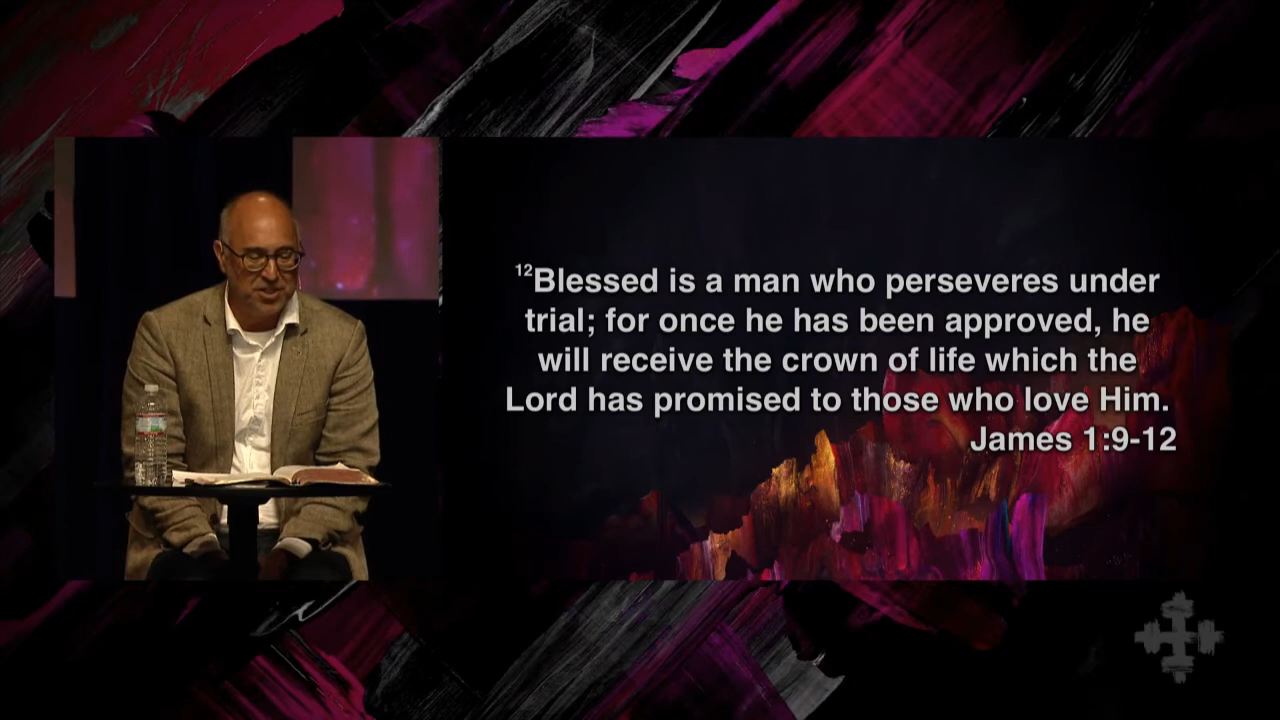 ¹²Blessed is a man who perseveres under
trial; for once he has been approved, he
will receive the crown of life which the
Lord has promised to those who love Him.
James 1:9-12